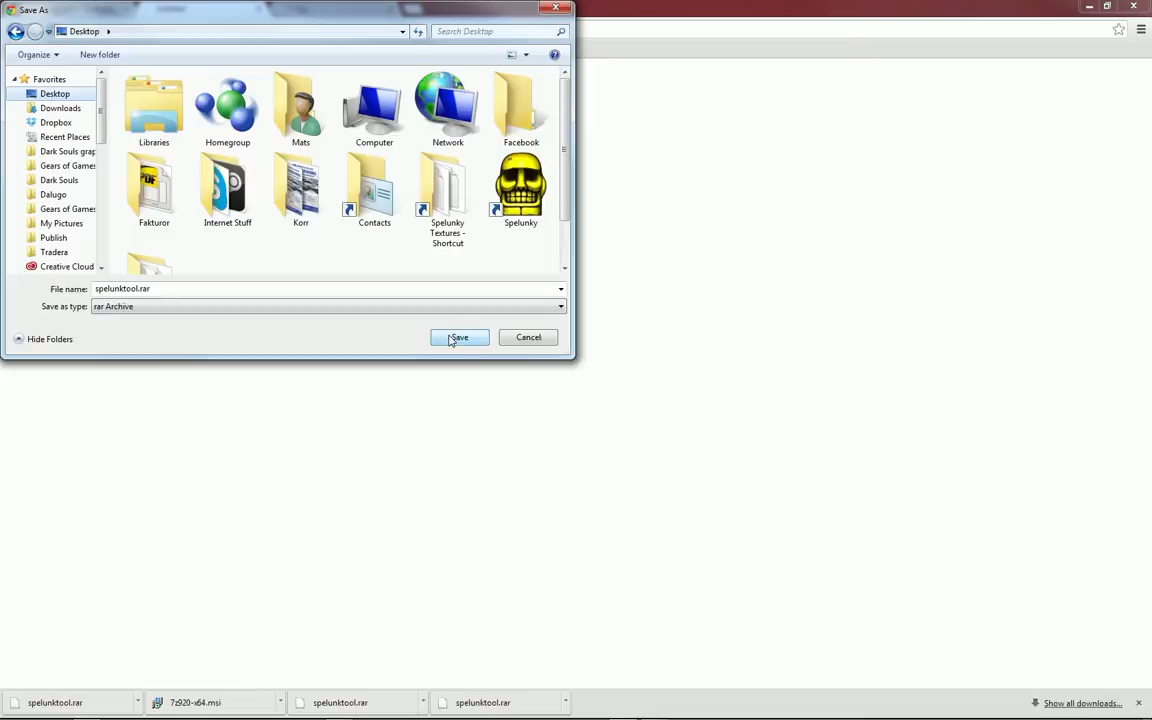 Save As
Desktop
Search Desktop
Organize
New folder
Favorites
Desktop
Downloads
Dropbox
Recent Places
Dark Souls grap
Gears of Games
Dark Souls
Dalugo
Gears of Games
My Pictures
Publish
Tradera
Creative Cloud
Libraries
Homegroup
Mats
Computer
Network
Facebook
PDF
Fakturor
Internet Stuff
Korr
Contacts
Spelunky
Textures -
Shortcut
Spelunky
File name:
spelunktool.rar
Save as type:
rar Archive
Hide Folders
Save
Cancel
spelunktool.rar
7z920-x64.msi
spelunktool.rar
spelunktool.rar
Show all downloads...